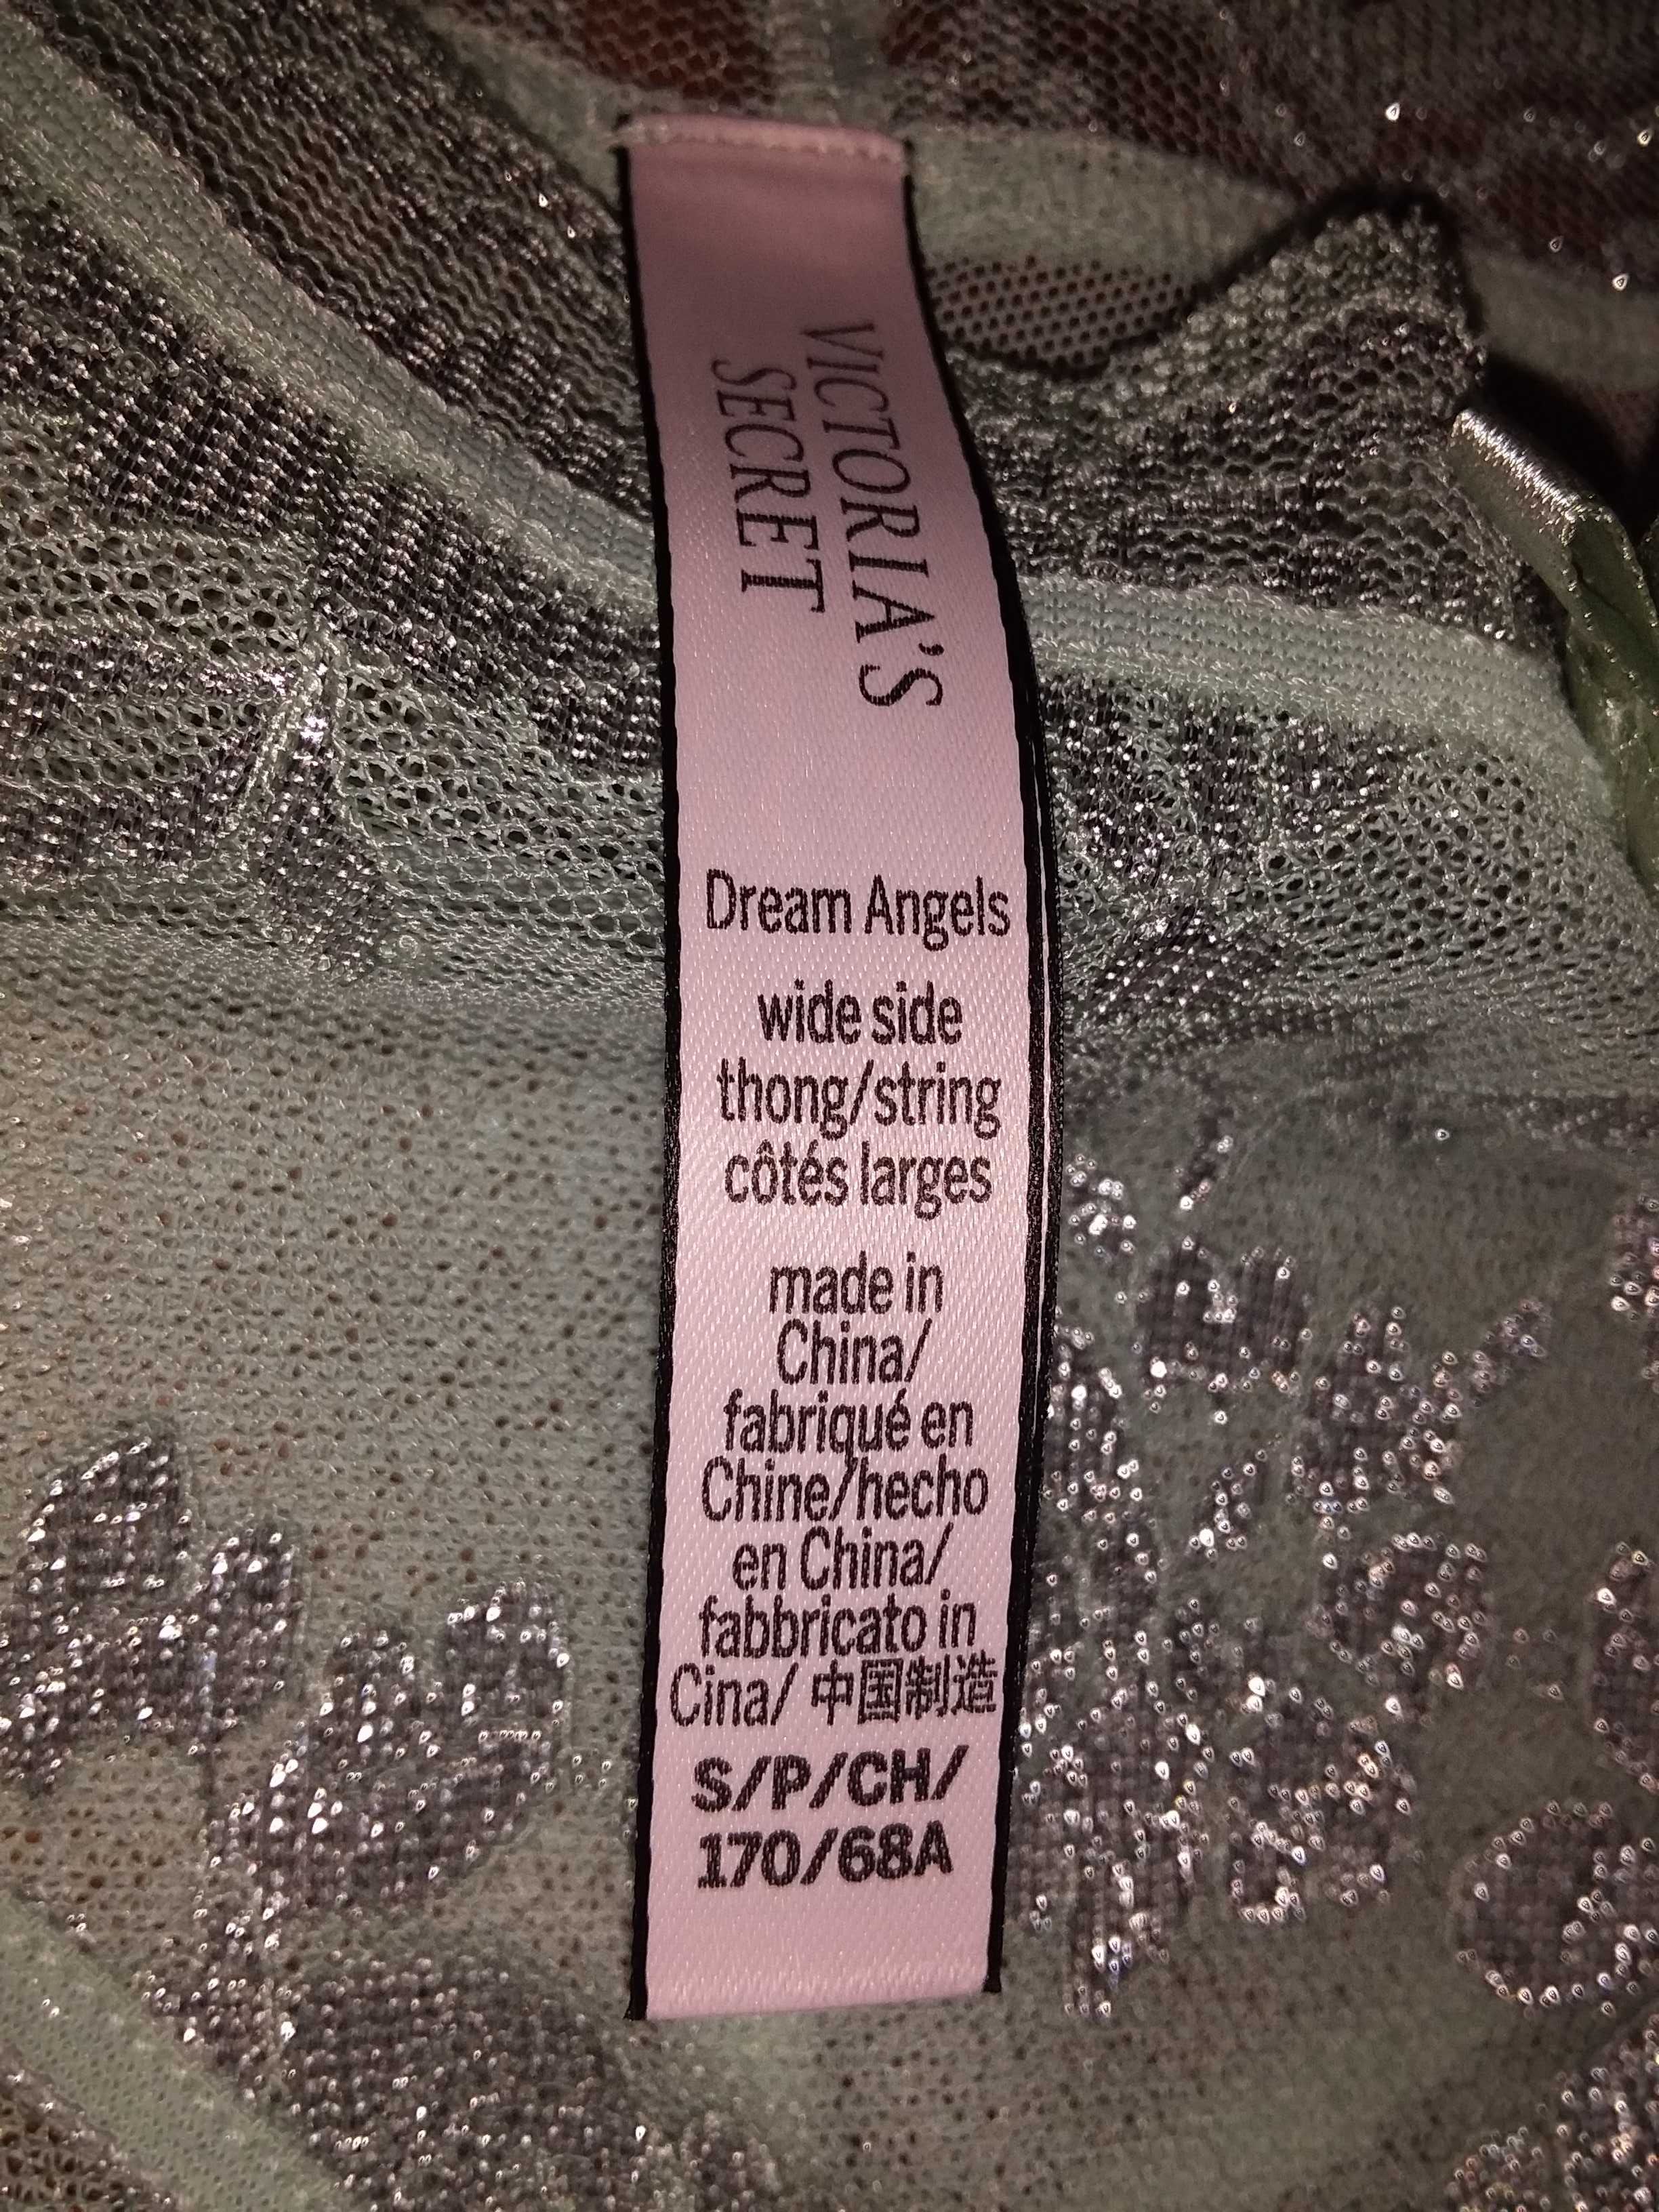 VICTORIA'S
SECRET
Dream Angels
wide side
thong/string
côtés larges
made in
China/
fabriqué en
Chine/hecho
en China/
fabbricato in
Cina/ 中国制造
S/P/CH/
170/68A